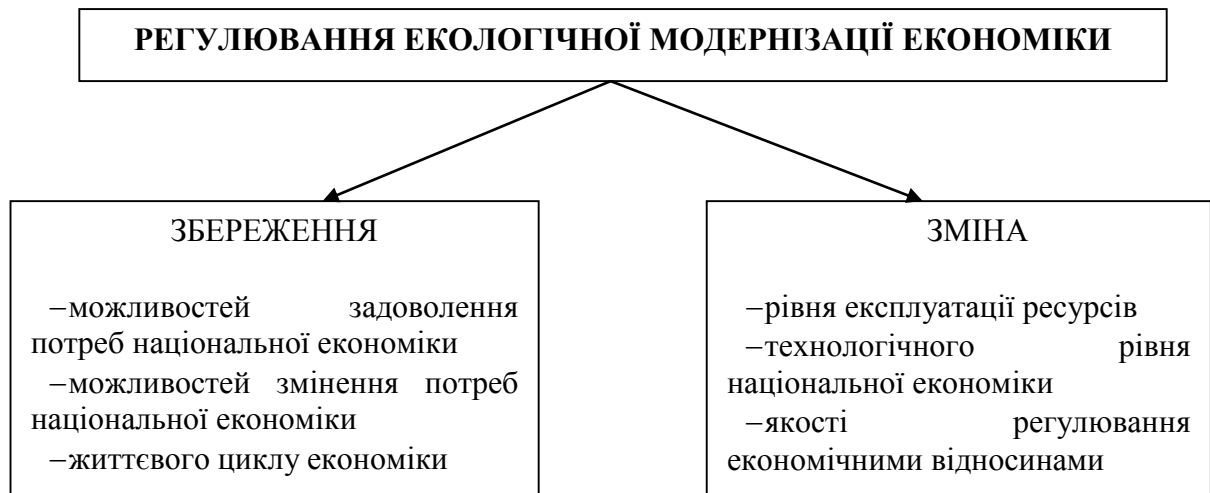 РЕГУЛЮВАННЯ ЕКОЛОГІЧНОЇ МОДЕРНІЗАЦІЇ ЕКОНОМІКИ
ЗБЕРЕЖЕННЯ
–можливостей задоволення
потреб національної економіки
–можливостей змінення потреб
національної економіки
–життєвого циклу економіки
ЗМІНА
–рівня експлуатації ресурсів
–технологічного рівня
національної економіки
–якості регулювання
економічними відносинами